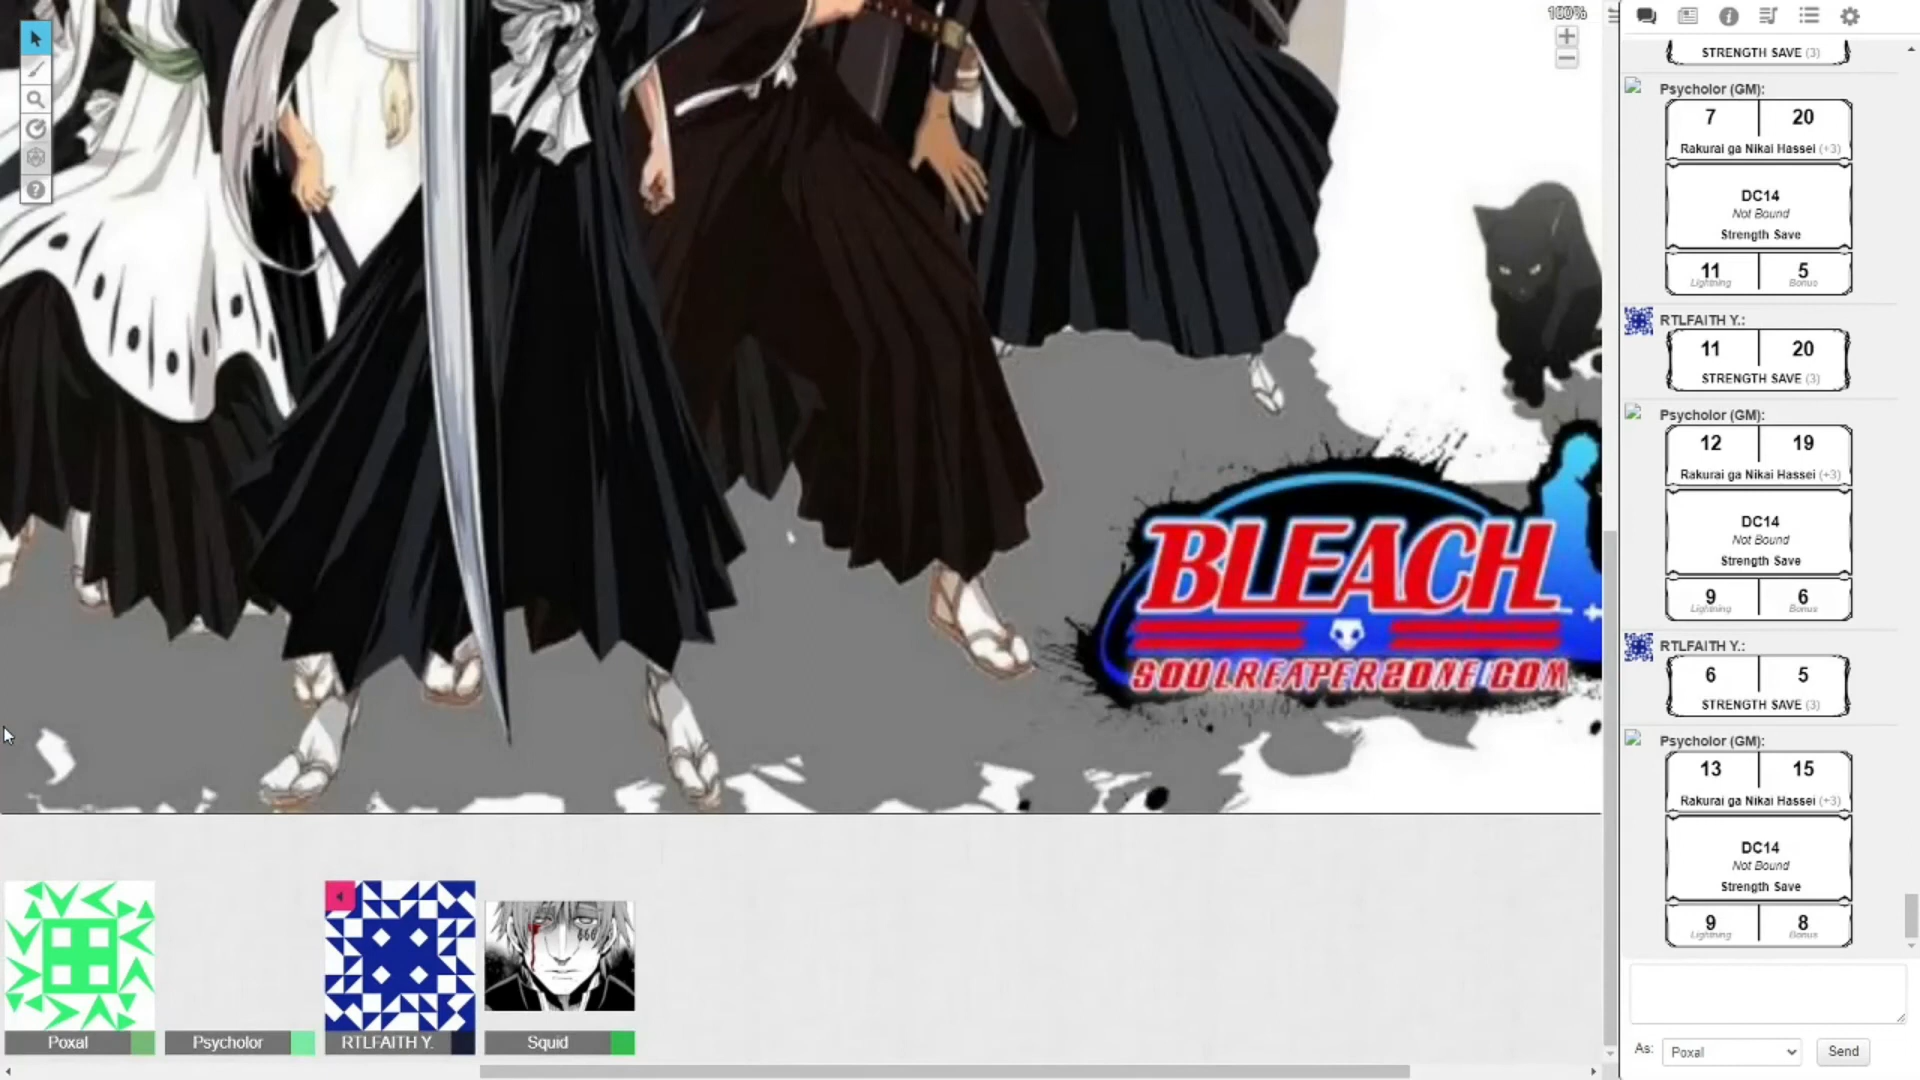 100%
STRENGTH SAVE (3)
Psycholor (GM):
7 20
Rakurai ga Nikai Hassei (+3)
DC14
Not Bound
Strength Save
11 5
Lightning Bonus
RTLFAITH Y.:
11 20
STRENGTH SAVE (3)
Psycholor (GM):
12 19
Rakurai ga Nikai Hassei (+3)
DC14
Not Bound
Strength Save
9 6
Lightning Bonus
RTLFAITH Y.:
6 5
STRENGTH SAVE (3)
Psycholor (GM):
13 15
Rakurai ga Nikai Hassei (+3)
DC14
Not Bound
Strength Save
9 8
Lightning Bonus
As: Poxal Send
BLEACH
SOULREAPERZONE.COM
666
Poxal Psycholor RTLFAITH Y. Squid